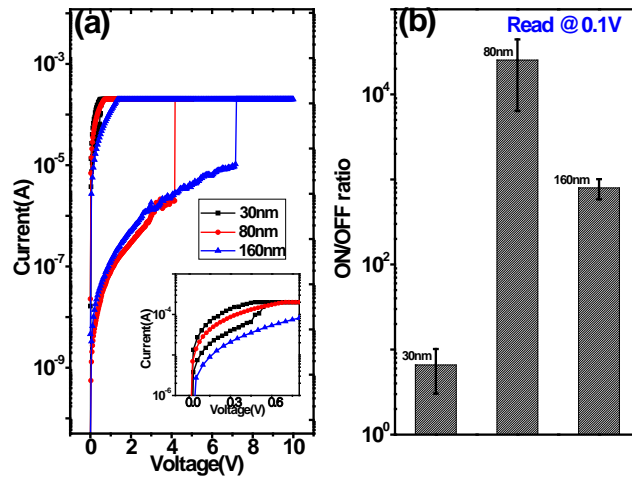 (a)
Current(A)
10^-3
10^-5
10^-7
10^-9
30nm
80nm
160nm
Current(A)
10^-4
10^-5
10^-6
0.0 0.3 0.6
Voltage(V)
0 2 4 6 8 10
Voltage(V)
(b)
Read @ 0.1V
ON/OFF ratio
10^4
10^2
10^0
30nm
80nm
160nm